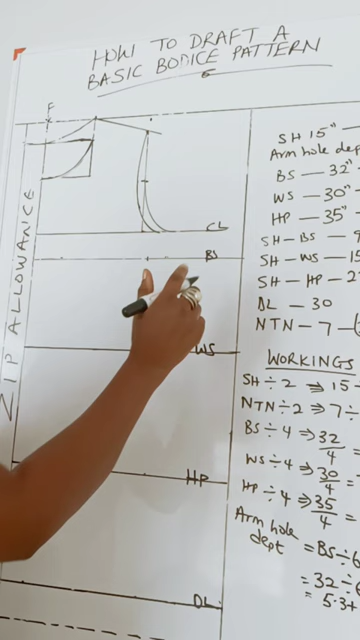 HOW TO DRAFT A
BASIC BODICE PATTERN
F
ZIP ALLOWANCE
CL
BS
WS
HP
DL
SH 15"
Arm hole
BS — 32"
WS — 30"
HP — 35"
SH — BS —
SH — WS — 15
SH — HP — 2
DL — 30
NTN — 7 —
WORKINGS
SH ÷ 2 ⇒ 15
NTN ÷ 2 ⇒ 7 ÷
BS ÷ 4 ⇒ 32/4
WS ÷ 4 ⇒ 30/4 =
HP ÷ 4 ⇒ 35/4 =
Arm hole
dept = BS ÷ 6
= 32 ÷ 6
= 5.3 +